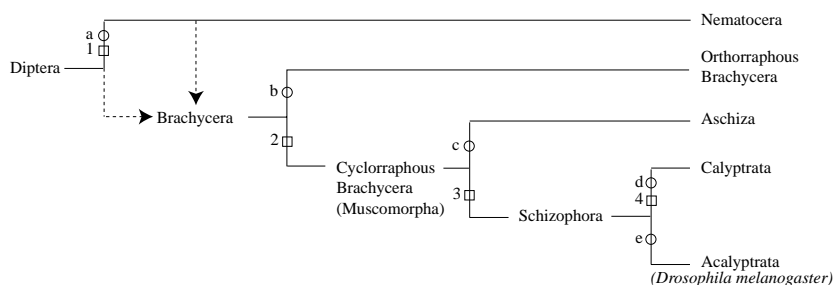 Nematocera
a
1
Diptera
Orthorraphous
Brachycera
b
Brachycera
Aschiza
2
c
Cyclorraphous
Brachycera
(Muscomorpha)
3
Calyptrata
d
4
Schizophora
e
Acalyptrata
(Drosophila melanogaster)